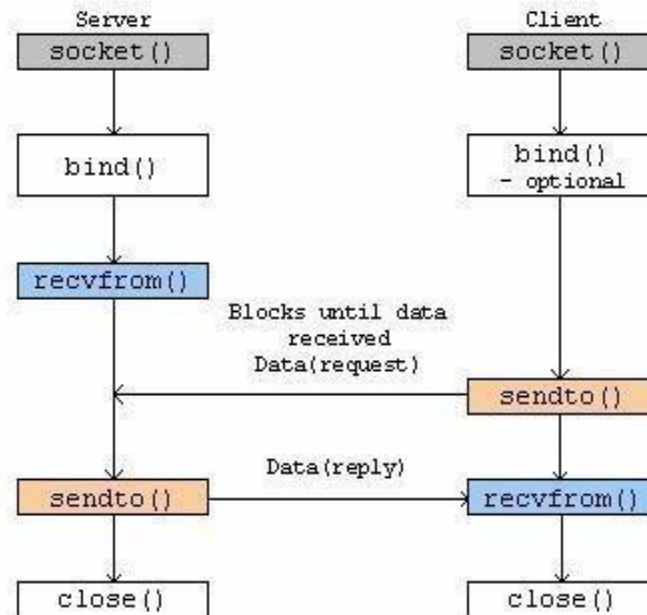 Server
Client
socket()
socket()
bind()
bind()
- optional
recvfrom()
Blocks until data
received
Data(request)
sendto()
Data(reply)
sendto()
recvfrom()
close()
close()